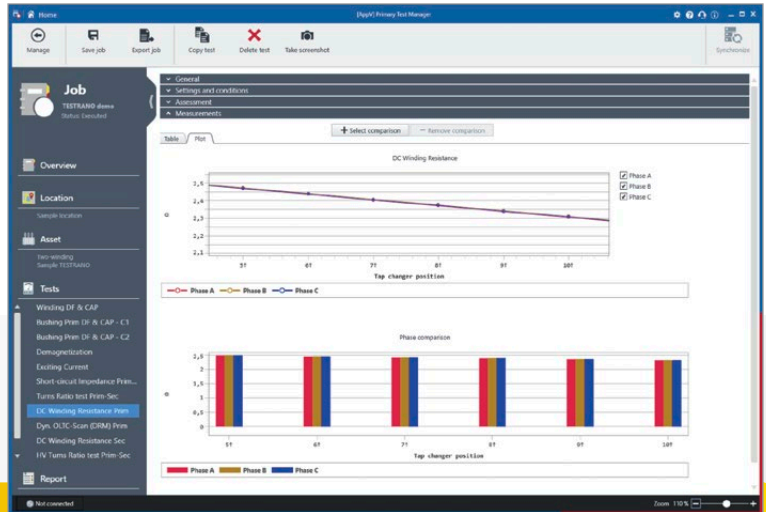 Home
[AppV] Primary Test Manager
Manage
Save job
Export job
Copy test
Delete test
Take screenshot
Synchronize
Job
TESTRANO demo
Status: Executed
Overview
Location
Sample location
Asset
Two-winding
Sample TESTRANO
Tests
Winding DF & CAP
Bushing Prim DF & CAP - C1
Bushing Prim DF & CAP - C2
Demagnetization
Exciting Current
Short-circuit Impedance Prim...
Turns Ratio test Prim-Sec
DC Winding Resistance Prim
Dyn. OLTC-Scan (DRM) Prim
DC Winding Resistance Sec
HV Turns Ratio test Prim-Sec
Report
General
Settings and conditions
Assessment
Measurements
Select comparison
Remove comparison
Table Plot
DC Winding Resistance
Phase A
Phase B
Phase C
2,5
2,4
2,3
2,2
2,1
Ω
5↑ 6↑ 7↑ 8↑ 9↑ 10↑
Tap changer position
Phase A Phase B Phase C
Phase comparison
2,5
2
1,5
1
0,5
0
Ω
5↑ 6↑ 7↑ 8↑ 9↑ 10↑
Tap changer position
Phase A Phase B Phase C
Not connected
Zoom 110 %